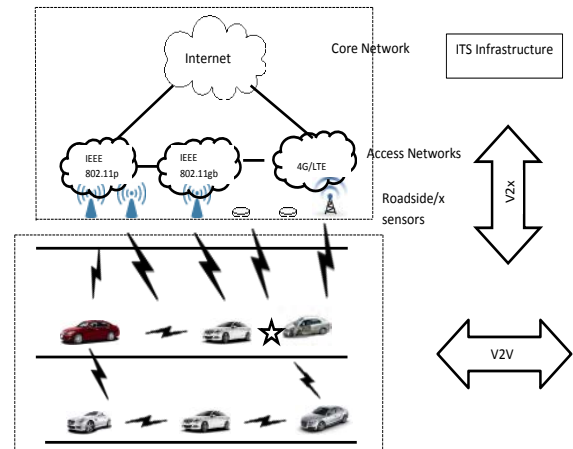 Core Network
ITS Infrastructure
Internet
IEEE
802.11p
IEEE
802.11gb
4G/LTE
Access Networks
Roadside/x
sensors
V2x
V2V